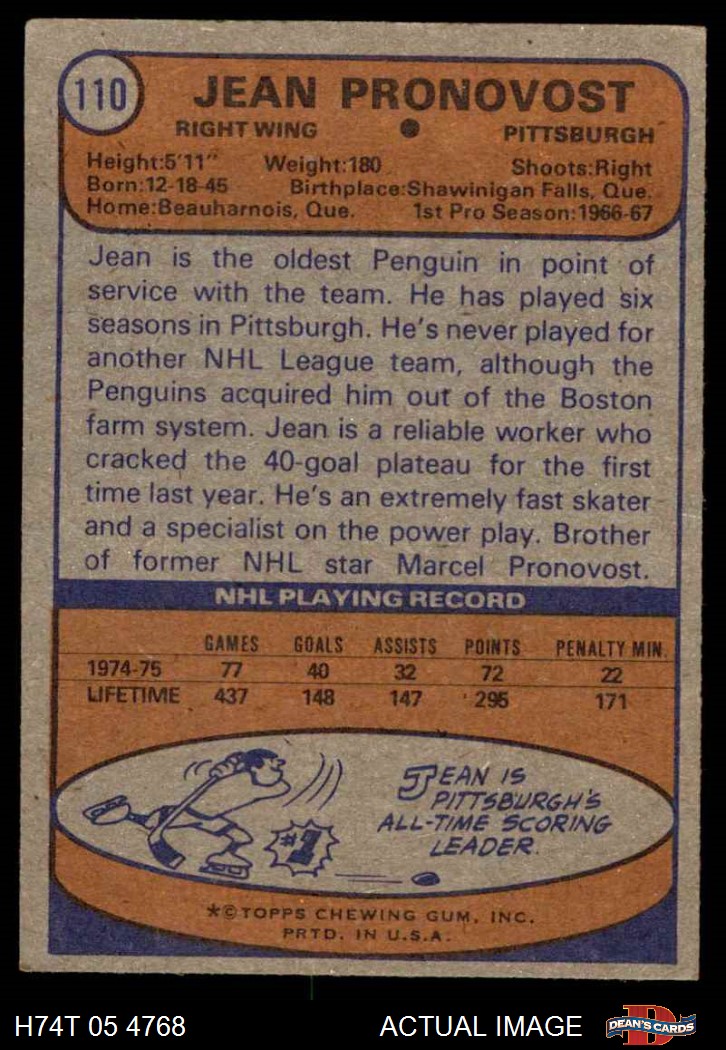 110
JEAN PRONOVOST
RIGHT WING • PITTSBURGH
Height:5'11" Weight:180 Shoots:Right
Born:12-18-45 Birthplace:Shawinigan Falls, Que.
Home:Beauharnois, Que. 1st Pro Season:1966-67
Jean is the oldest Penguin in point of
service with the team. He has played six
seasons in Pittsburgh. He's never played for
another NHL League team, although the
Penguins acquired him out of the Boston
farm system. Jean is a reliable worker who
cracked the 40-goal plateau for the first
time last year. He's an extremely fast skater
and a specialist on the power play. Brother
of former NHL star Marcel Pronovost.
NHL PLAYING RECORD
GAMES GOALS ASSISTS POINTS PENALTY MIN.
1974-75 77 40 32 72 22
LIFETIME 437 148 147 295 171
JEAN IS
PITTSBURGH'S
ALL-TIME SCORING
LEADER.
#1
*©TOPPS CHEWING GUM, INC.
PRTD. IN U.S.A.
H74T 05 4768 ACTUAL IMAGE D DEAN'S CARDS